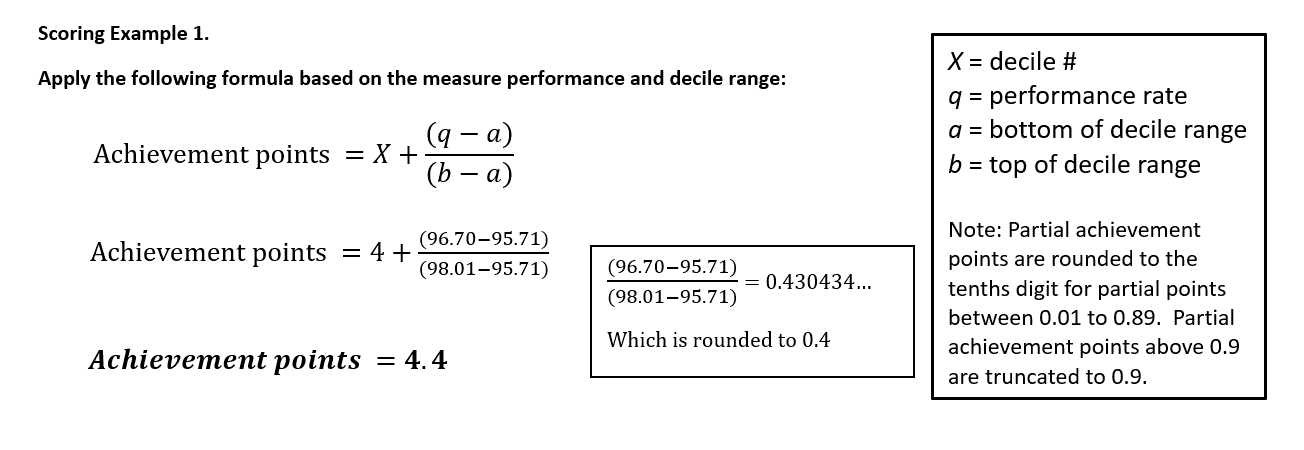 Scoring Example 1.
Apply the following formula based on the measure performance and decile range:
Achievement points = X + (q − a) / (b − a)
Achievement points = 4 + (96.70−95.71) / (98.01−95.71)
Achievement points = 4.4
(96.70−95.71) / (98.01−95.71) = 0.430434...
Which is rounded to 0.4
X = decile #
q = performance rate
a = bottom of decile range
b = top of decile range
Note: Partial achievement
points are rounded to the
tenths digit for partial points
between 0.01 to 0.89.  Partial
achievement points above 0.9
are truncated to 0.9.